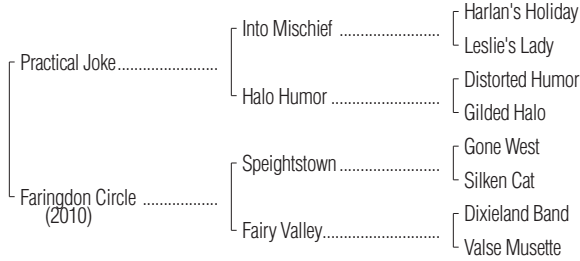 Harlan's Holiday
Into Mischief ........................
Leslie's Lady
Practical Joke ........................
Distorted Humor
Halo Humor ..........................
Gilded Halo
Gone West
Speightstown ........................
Silken Cat
Faringdon Circle ..................
(2010)
Dixieland Band
Fairy Valley............................
Valse Musette